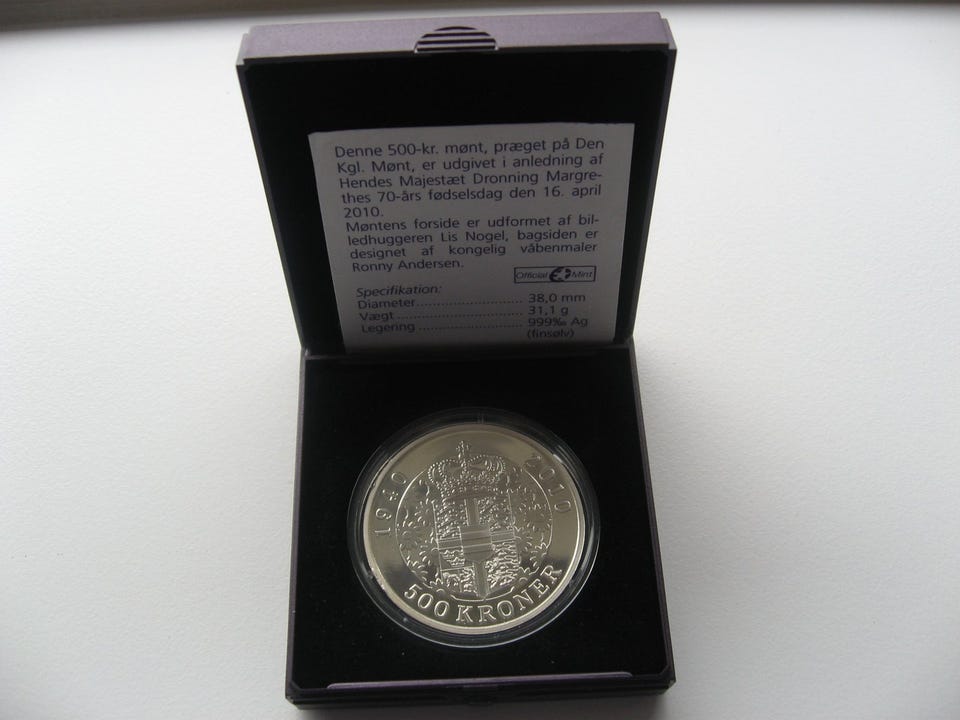 Denne 500-kr. mønt, præget på Den
Kgl. Mønt, er udgivet i anledning af
Hendes Majestæt Dronning Margre-
thes 70-års fødselsdag den 16. april
2010.
Møntens forside er udformet af bil-
ledhuggeren Lis Nogel, bagsiden er
designet af kongelig våbenmaler
Ronny Andersen.
Official Mint
Specifikation:
Diameter........................... 38,0 mm
Vægt ............................... 31,1 g
Legering .......................... 999‰ Ag
(finsølv)
1940 2010
500 KRONER